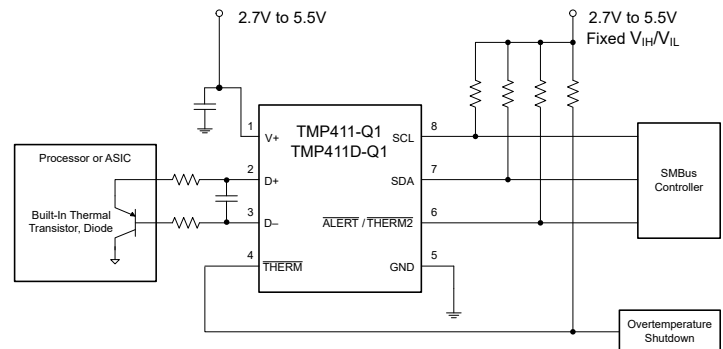 2.7V to 5.5V
2.7V to 5.5V
Fixed VIH/VIL
TMP411-Q1
TMP411D-Q1
1
V+
SCL
8
Processor or ASIC
2
D+
SDA
7
SMBus
Controller
Built-In Thermal
Transistor, Diode
3
D–
ALERT / THERM2
6
4
THERM
GND
5
Overtemperature
Shutdown